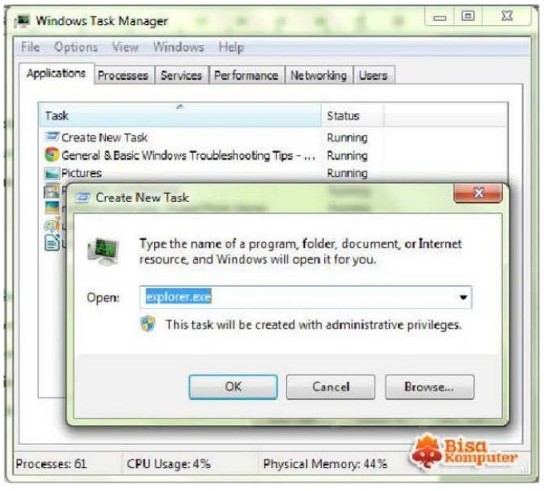 Windows Task Manager
File Options View Windows Help
Applications Processes Services Performance Networking Users
Task Status
Create New Task Running
General & Basic Windows Troubleshooting Tips - ... Running
Pictures Running
Create New Task
Type the name of a program, folder, document, or Internet
resource, and Windows will open it for you.
Open: explorer.exe
This task will be created with administrative privileges.
OK Cancel Browse...
Processes: 61 CPU Usage: 4% Physical Memory: 44%
Bisa
Komputer